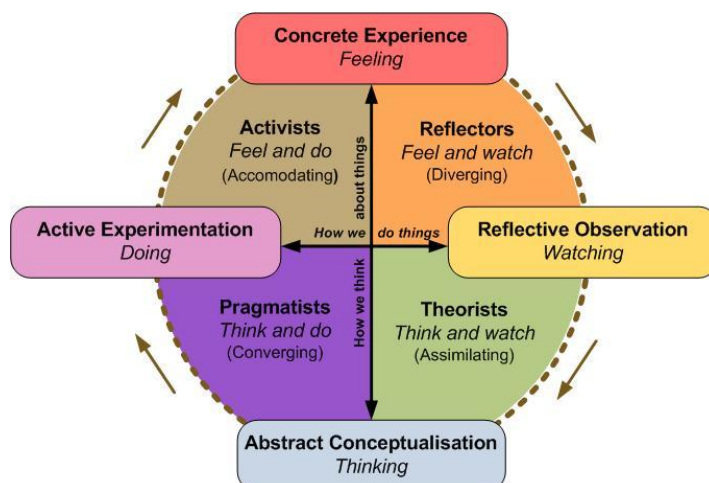 Concrete Experience
Feeling
Activists
Feel and do
(Accomodating)
Reflectors
Feel and watch
(Diverging)
about things
Active Experimentation
Doing
How we
do things
Reflective Observation
Watching
How we think
Pragmatists
Think and do
(Converging)
Theorists
Think and watch
(Assimilating)
Abstract Conceptualisation
Thinking